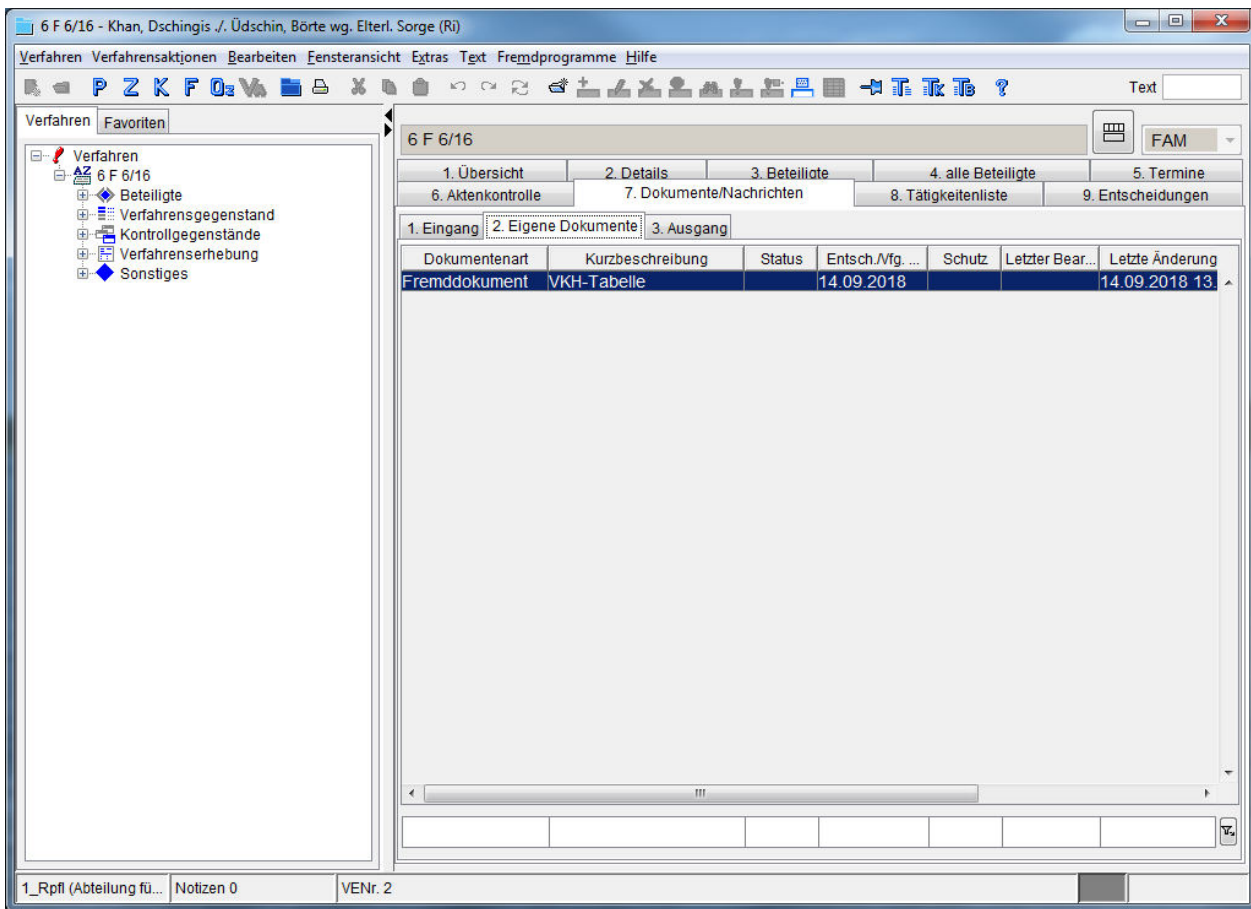 6 F 6/16 - Khan, Dschingis ./. Üdschin, Börte wg. Elterl. Sorge (Ri)
Verfahren Verfahrensaktionen Bearbeiten Fensteransicht Extras Text Fremdprogramme Hilfe
P Z K F Text
Verfahren Favoriten
6 F 6/16 FAM
Verfahren
AZ 6 F 6/16
Beteiligte
Verfahrensgegenstand
Kontrollgegenstände
Verfahrenserhebung
Sonstiges
1. Übersicht 2. Details 3. Beteiligte 4. alle Beteiligte 5. Termine
6. Aktenkontrolle 7. Dokumente/Nachrichten 8. Tätigkeitenliste 9. Entscheidungen
1. Eingang 2. Eigene Dokumente 3. Ausgang
Dokumentenart Kurzbeschreibung Status Entsch./Vfg. ... Schutz Letzter Bear... Letzte Änderung
Fremddokument VKH-Tabelle 14.09.2018 14.09.2018 13.
1_Rpfl (Abteilung fü... Notizen 0 VENr. 2